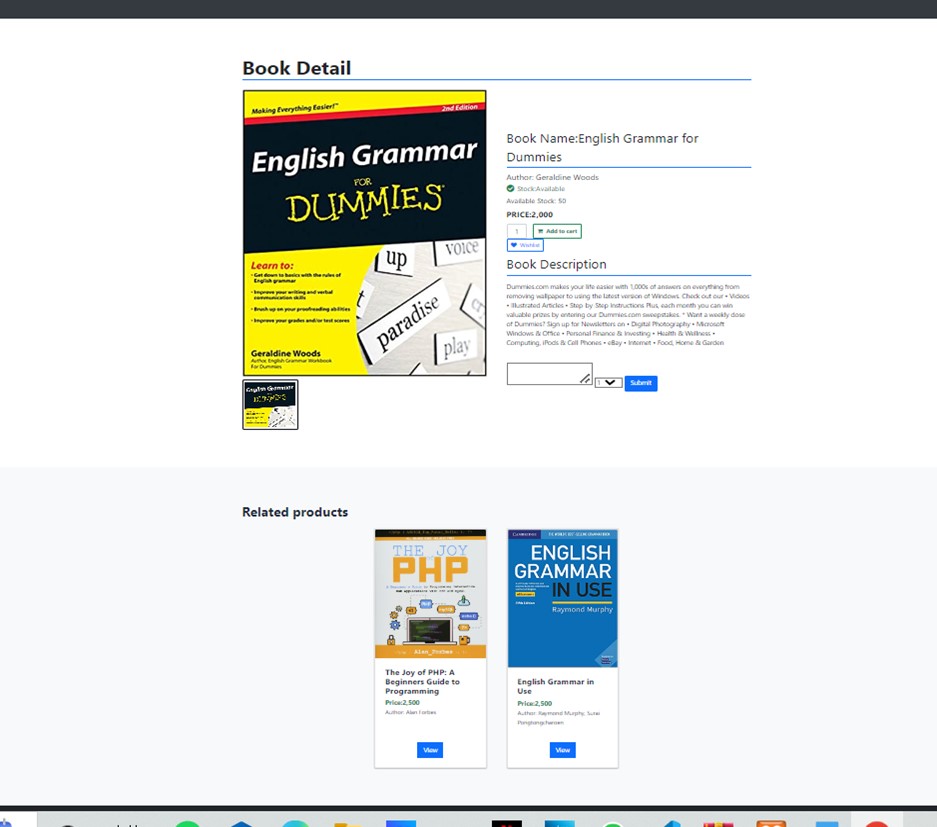 Book Detail
Making Everything Easier!™
2nd Edition
English Grammar
FOR
DUMMIES
Learn to:
• Get down to basics with the rules of
English grammar
• Improve your writing and verbal
communication skills
• Brush up on your proofreading abilities
• Improve your grades and/or test scores
Geraldine Woods
Author, English Grammar Workbook
For Dummies
up
voice
paradise
play
Book Name:English Grammar for
Dummies
Author: Geraldine Woods
Stock:Available
Available Stock: 50
PRICE:2,000
1
Add to cart
Wishlist
Book Description
Dummies.com makes your life easier with 1,000s of answers on everything from
removing wallpaper to using the latest version of Windows. Check out our • Videos
• Illustrated Articles • Step-by-Step Instructions Plus, each month you can win
valuable prizes by entering our Dummies.com sweepstakes. * Want a weekly dose
of Dummies? Sign up for Newsletters on • Digital Photography • Microsoft
Windows & Office • Personal Finance & Investing • Health & Wellness •
Computing, iPods & Cell Phones • eBay • Internet • Food, Home & Garden
1
Submit
English Grammar
DUMMIES
Related products
THE JOY
PHP
Alan Forbes
The Joy of PHP: A
Beginners Guide to
Programming
Price:2,500
Author: Alan Forbes
View
ENGLISH
GRAMMAR
IN USE
Raymond Murphy
English Grammar in
Use
Price:2,500
Author: Raymond Murphy, Surai
Pongtongcharoen
View